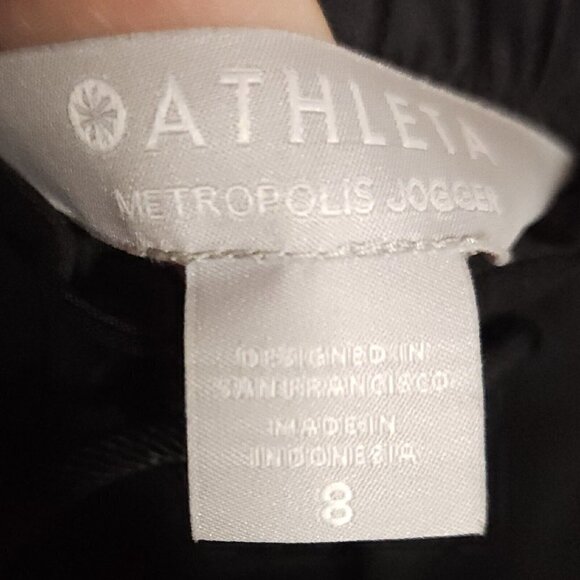 ATHLETA
METROPOLIS JOGGER
DESIGNED IN
SAN FRANCISCO
MADE IN
INDONESIA
8